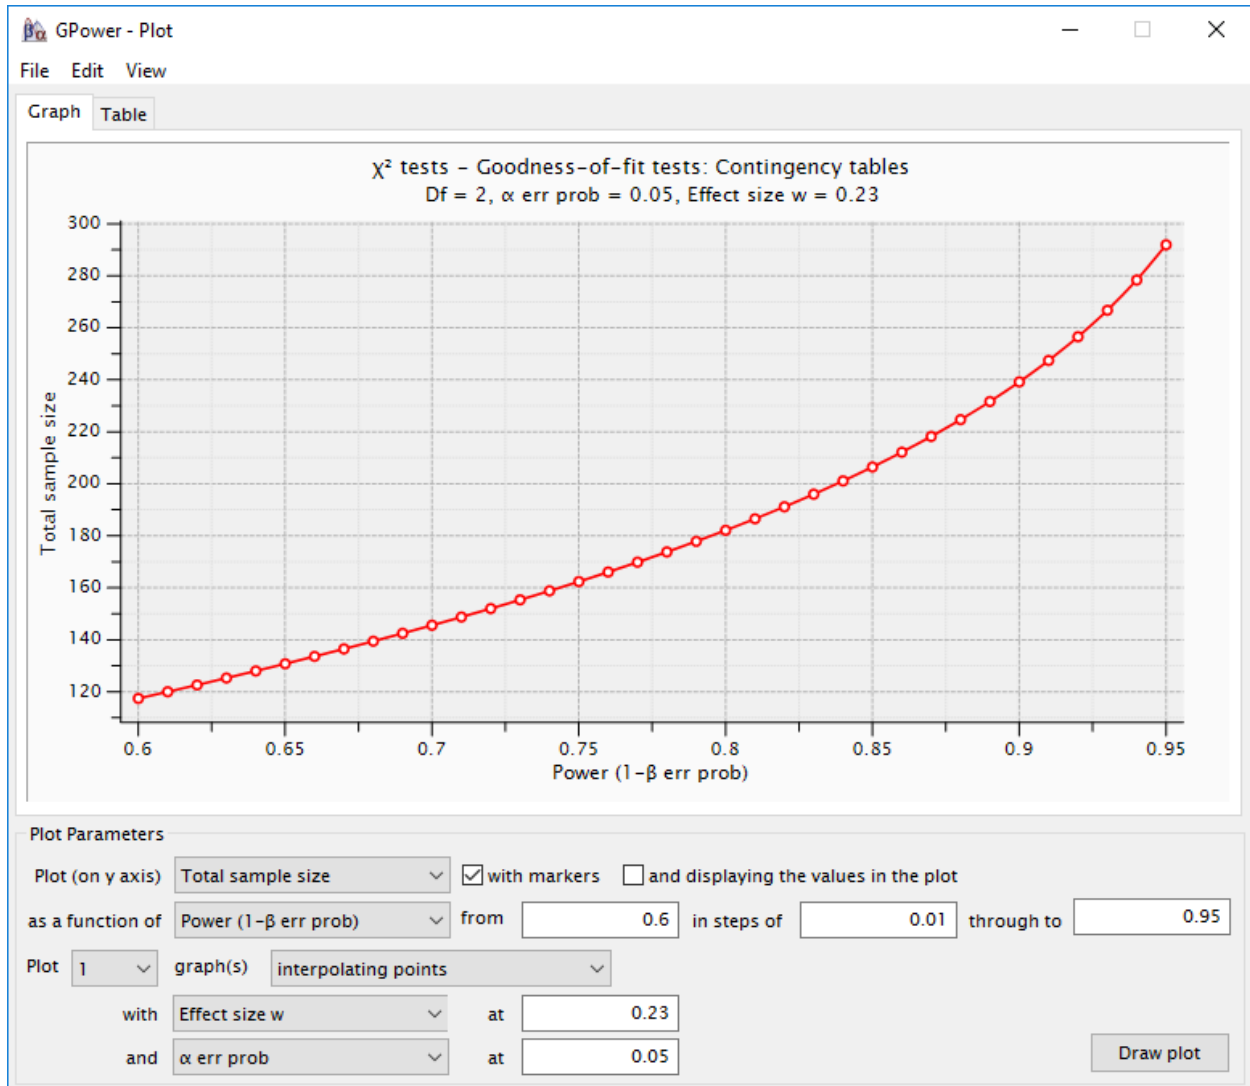 GPower - Plot
File Edit View
Graph Table
χ² tests - Goodness-of-fit tests: Contingency tables
Df = 2, α err prob = 0.05, Effect size w = 0.23
300
280
260
240
220
200
180
160
140
120
Total sample size
0.6 0.65 0.7 0.75 0.8 0.85 0.9 0.95
Power (1-β err prob)
Plot Parameters
Plot (on y axis) Total sample size with markers and displaying the values in the plot
as a function of Power (1-β err prob) from 0.6 in steps of 0.01 through to 0.95
Plot 1 graph(s) interpolating points
with Effect size w at 0.23
and α err prob at 0.05 Draw plot